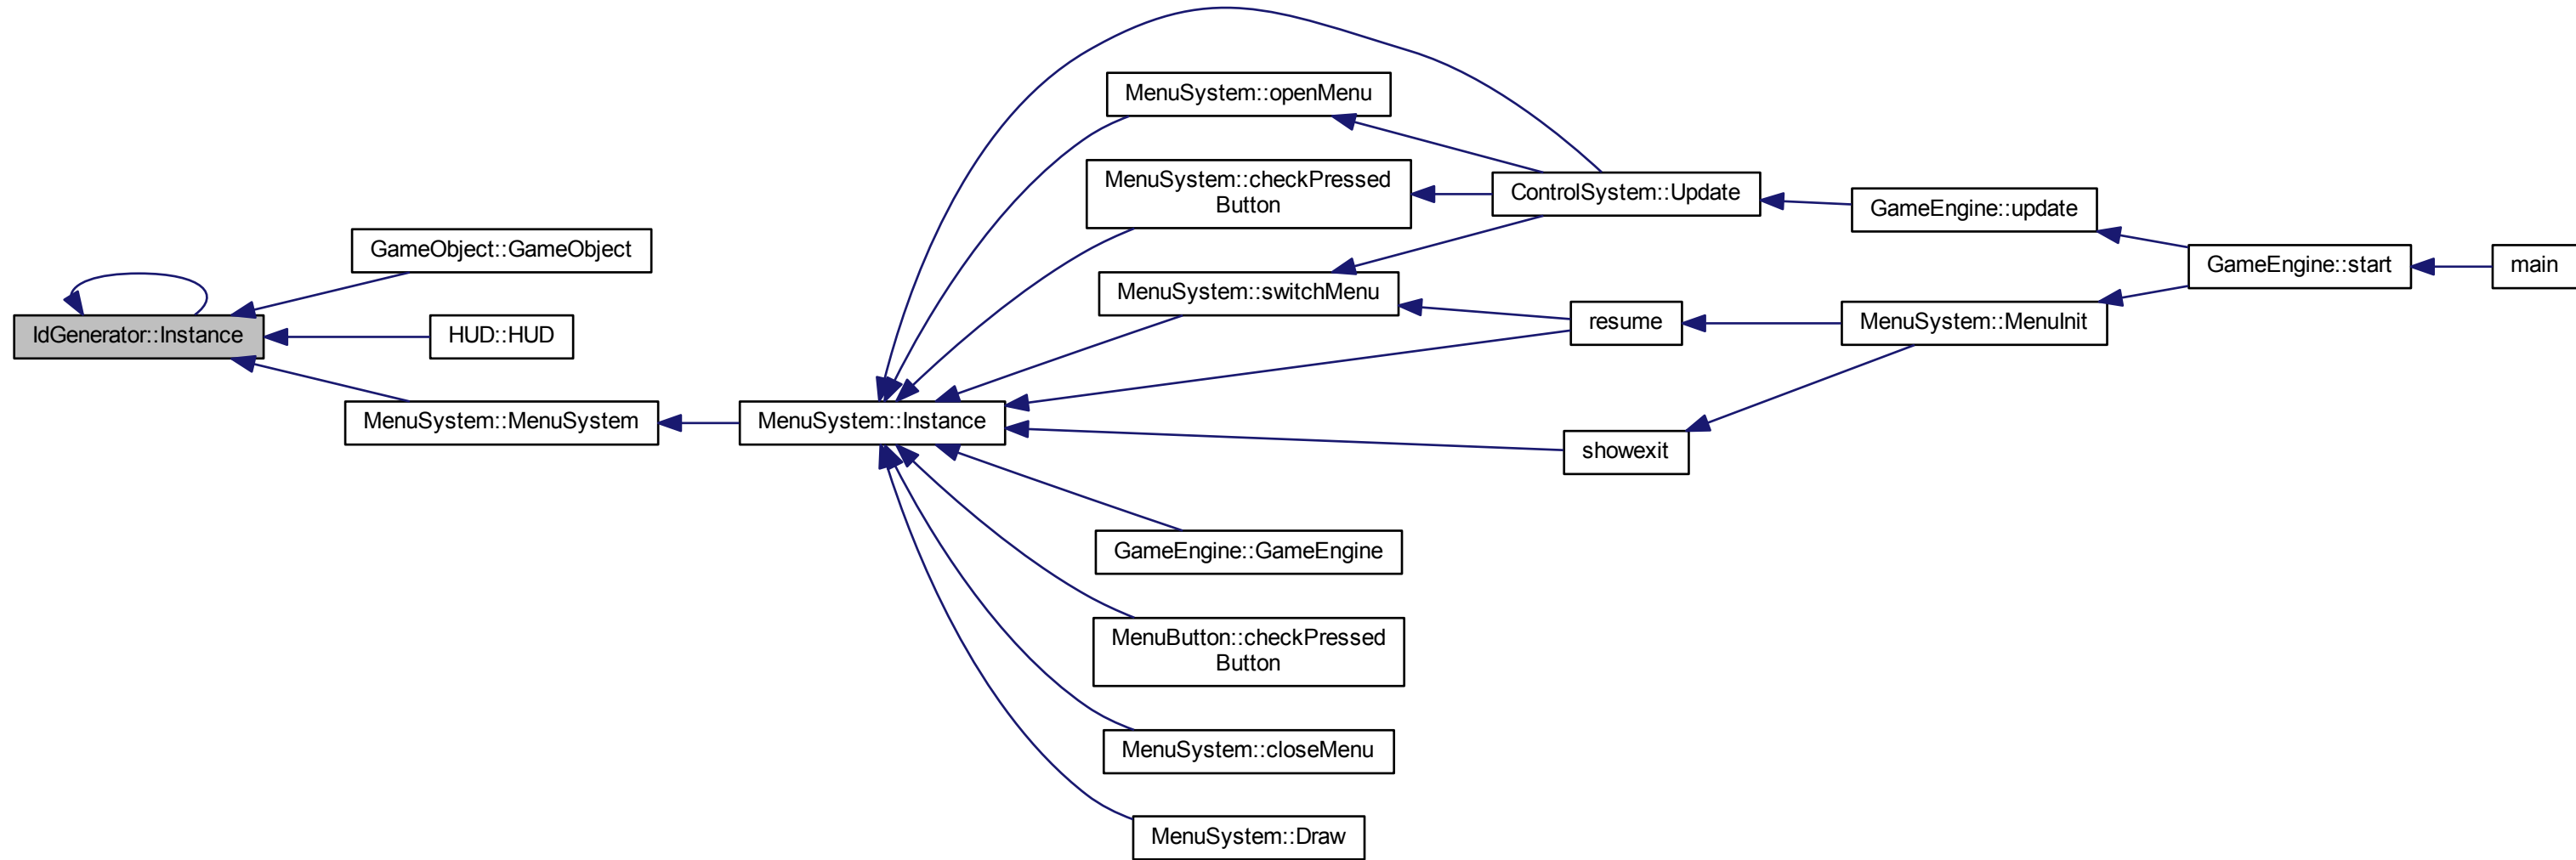 MenuSystem::openMenu
MenuSystem::checkPressed
Button
ControlSystem::Update
GameEngine::update
GameObject::GameObject
GameEngine::start
main
MenuSystem::switchMenu
IdGenerator::Instance
HUD::HUD
resume
MenuSystem::MenuInit
MenuSystem::MenuSystem
MenuSystem::Instance
showexit
GameEngine::GameEngine
MenuButton::checkPressed
Button
MenuSystem::closeMenu
MenuSystem::Draw